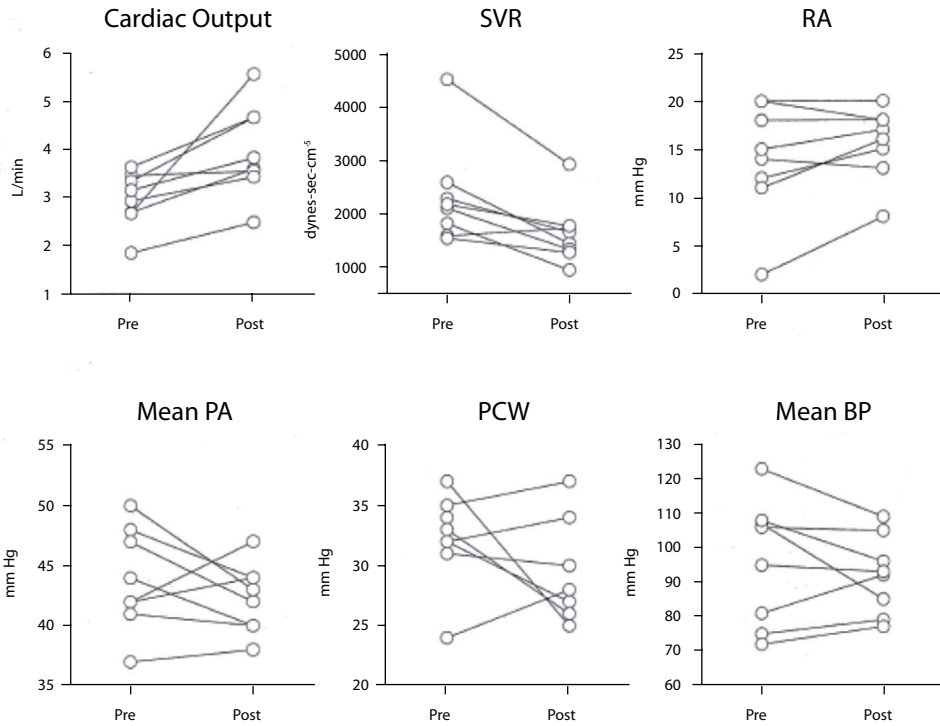 Cardiac Output
6
5
4
3
2
1
L/min
Pre
Post
SVR
5000
4000
3000
2000
1000
dynes-sec-cm-5
Pre
Post
RA
25
20
15
10
5
0
mm Hg
Pre
Post
Mean PA
55
50
45
40
35
mm Hg
Pre
Post
PCW
40
35
30
25
20
mm Hg
Pre
Post
Mean BP
130
120
110
100
90
80
70
60
mm Hg
Pre
Post